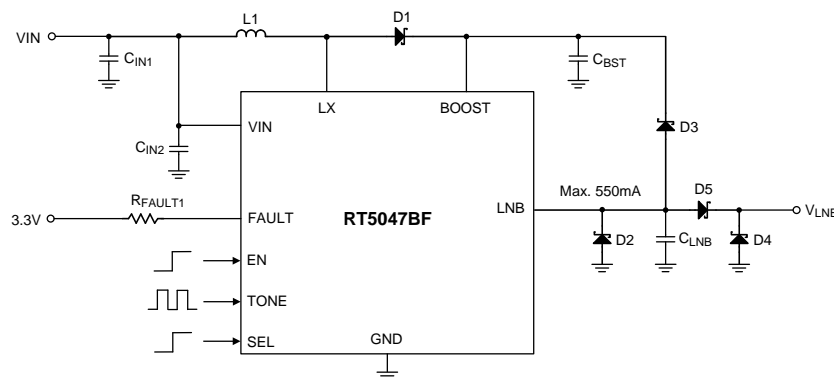 L1
D1
VIN
CIN1
CBST
LX
BOOST
VIN
D3
CIN2
D5
Max. 550mA
LNB
3.3V
RFAULT1
FAULT
RT5047BF
VLNB
D2
CLNB
D4
EN
TONE
SEL
GND